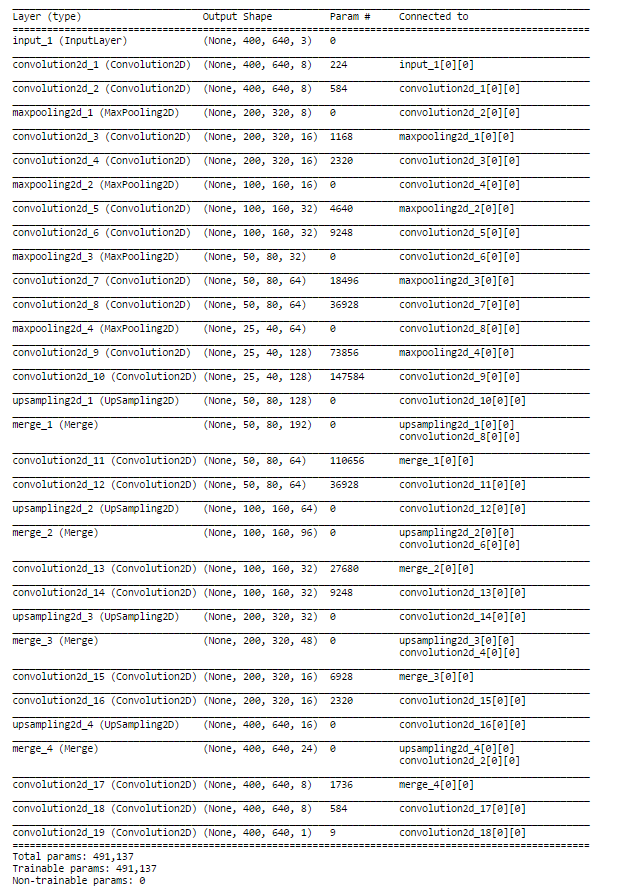 Layer (type) Output Shape Param # Connected to
input_1 (InputLayer) (None, 400, 640, 3) 0
convolution2d_1 (Convolution2D) (None, 400, 640, 8) 224 input_1[0][0]
convolution2d_2 (Convolution2D) (None, 400, 640, 8) 584 convolution2d_1[0][0]
maxpooling2d_1 (MaxPooling2D) (None, 200, 320, 8) 0 convolution2d_2[0][0]
convolution2d_3 (Convolution2D) (None, 200, 320, 16) 1168 maxpooling2d_1[0][0]
convolution2d_4 (Convolution2D) (None, 200, 320, 16) 2320 convolution2d_3[0][0]
maxpooling2d_2 (MaxPooling2D) (None, 100, 160, 16) 0 convolution2d_4[0][0]
convolution2d_5 (Convolution2D) (None, 100, 160, 32) 4640 maxpooling2d_2[0][0]
convolution2d_6 (Convolution2D) (None, 100, 160, 32) 9248 convolution2d_5[0][0]
maxpooling2d_3 (MaxPooling2D) (None, 50, 80, 32) 0 convolution2d_6[0][0]
convolution2d_7 (Convolution2D) (None, 50, 80, 64) 18496 maxpooling2d_3[0][0]
convolution2d_8 (Convolution2D) (None, 50, 80, 64) 36928 convolution2d_7[0][0]
maxpooling2d_4 (MaxPooling2D) (None, 25, 40, 64) 0 convolution2d_8[0][0]
convolution2d_9 (Convolution2D) (None, 25, 40, 128) 73856 maxpooling2d_4[0][0]
convolution2d_10 (Convolution2D) (None, 25, 40, 128) 147584 convolution2d_9[0][0]
upsampling2d_1 (UpSampling2D) (None, 50, 80, 128) 0 convolution2d_10[0][0]
merge_1 (Merge) (None, 50, 80, 192) 0 upsampling2d_1[0][0]
convolution2d_8[0][0]
convolution2d_11 (Convolution2D) (None, 50, 80, 64) 110656 merge_1[0][0]
convolution2d_12 (Convolution2D) (None, 50, 80, 64) 36928 convolution2d_11[0][0]
upsampling2d_2 (UpSampling2D) (None, 100, 160, 64) 0 convolution2d_12[0][0]
merge_2 (Merge) (None, 100, 160, 96) 0 upsampling2d_2[0][0]
convolution2d_6[0][0]
convolution2d_13 (Convolution2D) (None, 100, 160, 32) 27680 merge_2[0][0]
convolution2d_14 (Convolution2D) (None, 100, 160, 32) 9248 convolution2d_13[0][0]
upsampling2d_3 (UpSampling2D) (None, 200, 320, 32) 0 convolution2d_14[0][0]
merge_3 (Merge) (None, 200, 320, 48) 0 upsampling2d_3[0][0]
convolution2d_4[0][0]
convolution2d_15 (Convolution2D) (None, 200, 320, 16) 6928 merge_3[0][0]
convolution2d_16 (Convolution2D) (None, 200, 320, 16) 2320 convolution2d_15[0][0]
upsampling2d_4 (UpSampling2D) (None, 400, 640, 16) 0 convolution2d_16[0][0]
merge_4 (Merge) (None, 400, 640, 24) 0 upsampling2d_4[0][0]
convolution2d_2[0][0]
convolution2d_17 (Convolution2D) (None, 400, 640, 8) 1736 merge_4[0][0]
convolution2d_18 (Convolution2D) (None, 400, 640, 8) 584 convolution2d_17[0][0]
convolution2d_19 (Convolution2D) (None, 400, 640, 1) 9 convolution2d_18[0][0]
Total params: 491,137
Trainable params: 491,137
Non-trainable params: 0